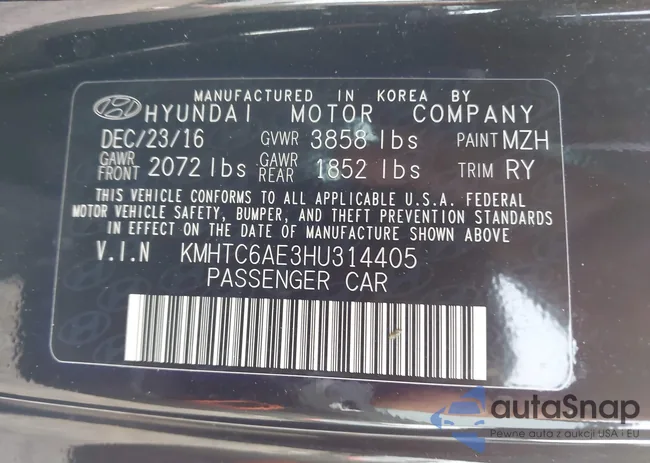 MANUFACTURED IN KOREA BY
HYUNDAI MOTOR COMPANY
DEC/23/16 GVWR 3858 lbs PAINT MZH
GAWR FRONT 2072 lbs GAWR REAR 1852 lbs TRIM RY
THIS VEHICLE CONFORMS TO ALL APPLICABLE U.S.A. FEDERAL
MOTOR VEHICLE SAFETY, BUMPER, AND THEFT PREVENTION STANDARDS
IN EFFECT ON THE DATE OF MANUFACTURE SHOWN ABOVE
V.I.N KMHTC6AE3HU314405
PASSENGER CAR
autaSnap
Pewne auta z aukcji USA i EU